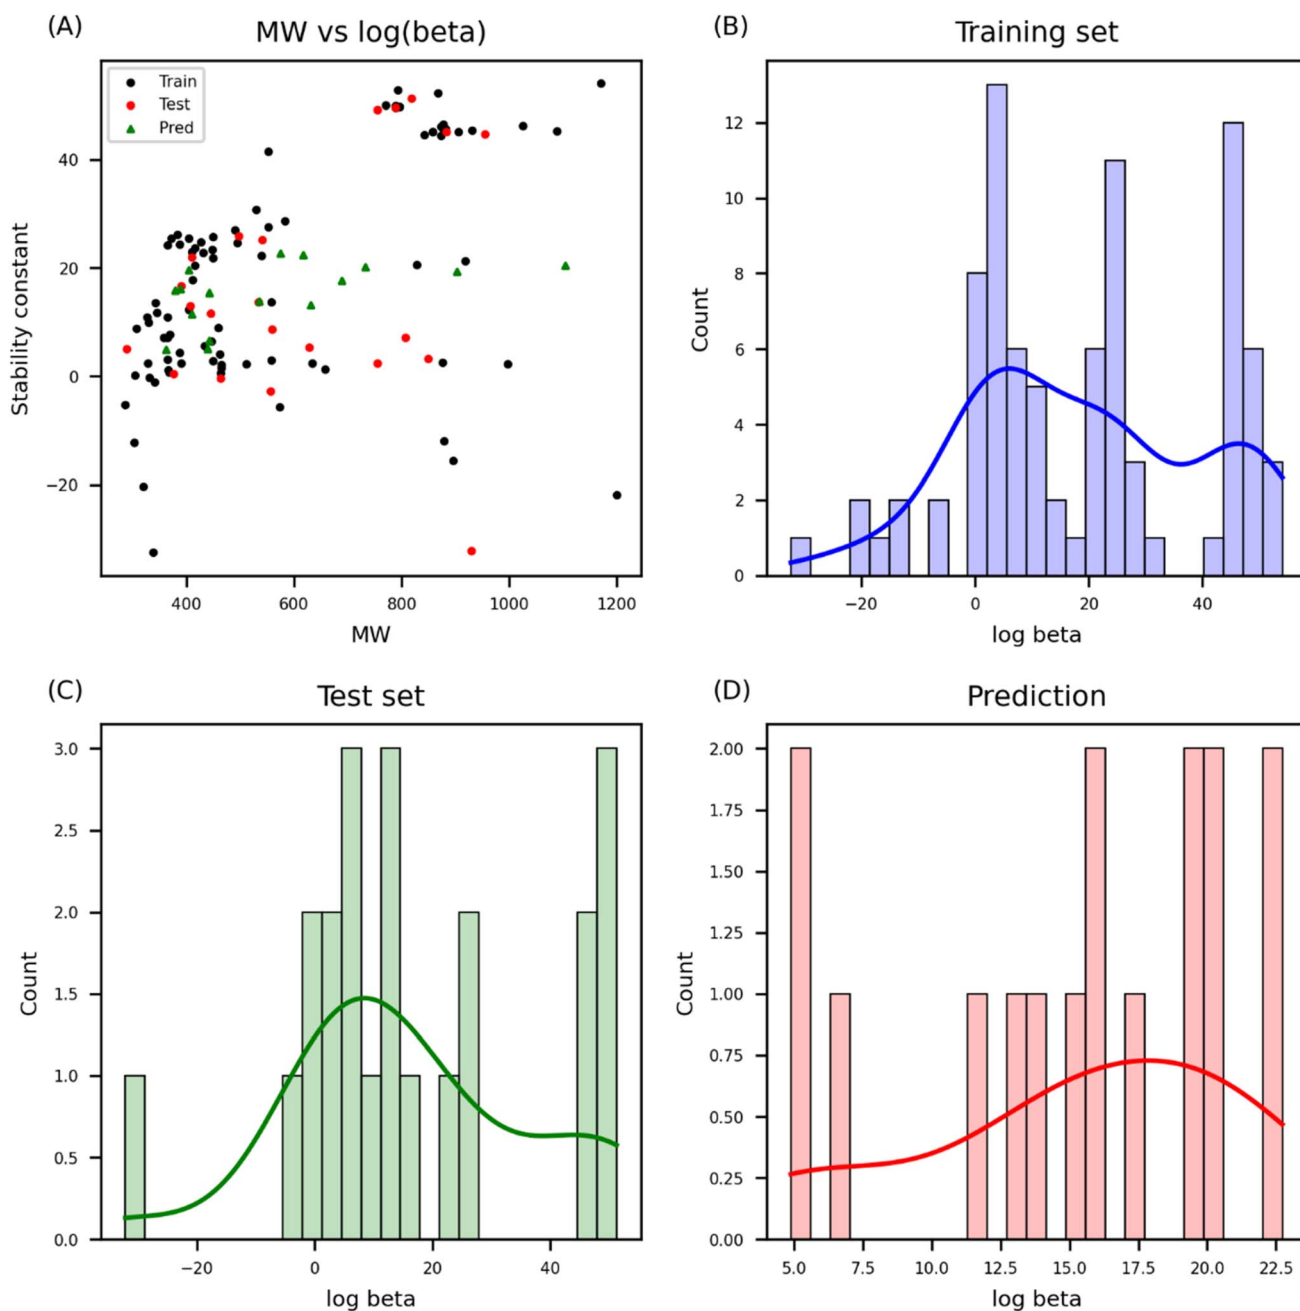 (A)
MW vs log(beta)
Train
Test
Pred
40
20
0
−20
Stability constant
400 600 800 1000 1200
MW
(B)
Training set
12
10
8
6
4
2
0
Count
−20 0 20 40
log beta
(C)
Test set
3.0
2.5
2.0
1.5
1.0
0.5
0.0
Count
−20 0 20 40
log beta
(D)
Prediction
2.00
1.75
1.50
1.25
1.00
0.75
0.50
0.25
0.00
Count
5.0 7.5 10.0 12.5 15.0 17.5 20.0 22.5
log beta